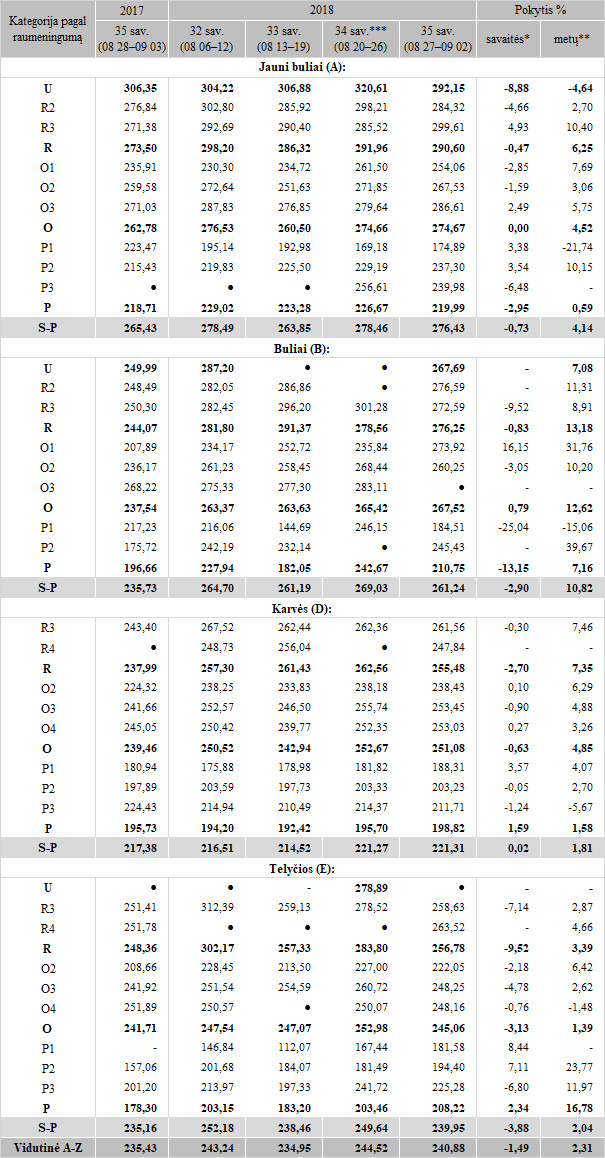 Kategorija pagal raumeningumą 2017 2018 Pokytis %
35 sav. (08 28–09 03) 32 sav. (08 06–12) 33 sav. (08 13–19) 34 sav.*** (08 20–26) 35 sav. (08 27–09 02) savaitės* metų**
Jauni buliai (A):
U 306,35 304,22 306,88 320,61 292,15 -8,88 -4,64
R2 276,84 302,80 285,92 298,21 284,32 -4,66 2,70
R3 271,38 292,69 290,40 285,52 299,61 4,93 10,40
R 273,50 298,20 286,32 291,96 290,60 -0,47 6,25
O1 235,91 230,30 234,72 261,50 254,06 -2,85 7,69
O2 259,58 272,64 251,63 271,85 267,53 -1,59 3,06
O3 271,03 287,83 276,85 279,64 286,61 2,49 5,75
O 262,78 276,53 260,50 274,66 274,67 0,00 4,52
P1 223,47 195,14 192,98 169,18 174,89 3,38 -21,74
P2 215,43 219,83 225,50 229,19 237,30 3,54 10,15
P3 ● ● ● 256,61 239,98 -6,48 -
P 218,71 229,02 223,28 226,67 219,99 -2,95 0,59
S-P 265,43 278,49 263,85 278,46 276,43 -0,73 4,14
Buliai (B):
U 249,99 287,20 ● ● 267,69 - 7,08
R2 248,49 282,05 286,86 ● 276,59 - 11,31
R3 250,30 282,45 296,20 301,28 272,59 -9,52 8,91
R 244,07 281,80 291,37 278,56 276,25 -0,83 13,18
O1 207,89 234,17 252,72 235,84 273,92 16,15 31,76
O2 236,17 261,23 258,45 268,44 260,25 -3,05 10,20
O3 268,22 275,33 277,30 283,11 ● - -
O 237,54 263,37 263,63 265,42 267,52 0,79 12,62
P1 217,23 216,06 144,69 246,15 184,51 -25,04 -15,06
P2 175,72 242,19 232,14 ● 245,43 - 39,67
P 196,66 227,94 182,05 242,67 210,75 -13,15 7,16
S-P 235,73 264,70 261,19 269,03 261,24 -2,90 10,82
Karvės (D):
R3 243,40 267,52 262,44 262,36 261,56 -0,30 7,46
R4 ● 248,73 256,04 ● 247,84 - -
R 237,99 257,30 261,43 262,56 255,48 -2,70 7,35
O2 224,32 238,25 233,83 238,18 238,43 0,10 6,29
O3 241,66 252,57 246,50 255,74 253,45 -0,90 4,88
O4 245,05 250,42 239,77 252,35 253,03 0,27 3,26
O 239,46 250,52 242,94 252,67 251,08 -0,63 4,85
P1 180,94 175,88 178,98 181,82 188,31 3,57 4,07
P2 197,89 203,59 197,73 203,33 203,23 -0,05 2,70
P3 224,43 214,94 210,49 214,37 211,71 -1,24 -5,67
P 195,73 194,20 192,42 195,70 198,82 1,59 1,58
S-P 217,38 216,51 214,52 221,27 221,31 0,02 1,81
Telyčios (E):
U ● ● - 278,89 ● - -
R3 251,41 312,39 259,13 278,52 258,63 -7,14 2,87
R4 251,78 ● ● ● 263,52 - 4,66
R 248,36 302,17 257,33 283,80 256,78 -9,52 3,39
O2 208,66 228,45 213,50 227,00 222,05 -2,18 6,42
O3 241,92 251,54 254,59 260,72 248,25 -4,78 2,62
O4 251,89 250,57 ● 250,07 248,16 -0,76 -1,48
O 241,71 247,54 247,07 252,98 245,06 -3,13 1,39
P1 - 146,84 112,07 167,44 181,58 8,44 -
P2 157,06 201,68 184,07 181,49 194,40 7,11 23,77
P3 201,20 213,97 197,33 241,72 225,28 -6,80 11,97
P 178,30 203,15 183,20 203,46 208,22 2,34 16,78
S-P 235,16 252,18 238,46 249,64 239,95 -3,88 2,04
Vidutinė A-Z 235,43 243,24 234,95 244,52 240,88 -1,49 2,31